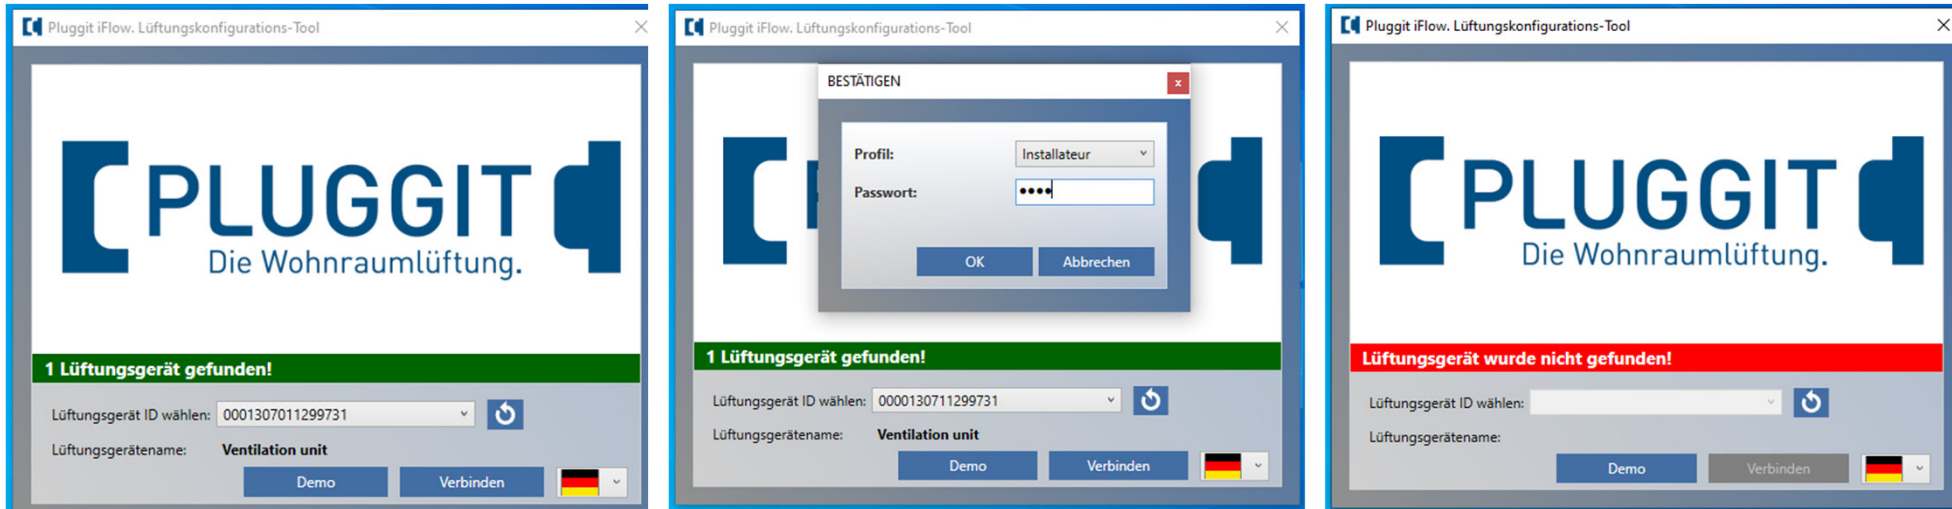 Pluggit iFlow. Lüftungskonfigurations-Tool
PLUGGIT
Die Wohnraumlüftung.
1 Lüftungsgerät gefunden!
Lüftungsgerät ID wählen: 0001307011299731
Lüftungsgerätename: Ventilation unit
Demo Verbinden
Pluggit iFlow. Lüftungskonfigurations-Tool
BESTÄTIGEN
x
Profil: Installateur
Passwort: ••••
OK Abbrechen
1 Lüftungsgerät gefunden!
Lüftungsgerät ID wählen: 0000130711299731
Lüftungsgerätename: Ventilation unit
Demo Verbinden
Pluggit iFlow. Lüftungskonfigurations-Tool
PLUGGIT
Die Wohnraumlüftung.
Lüftungsgerät wurde nicht gefunden!
Lüftungsgerät ID wählen:
Lüftungsgerätename:
Demo Verbinden